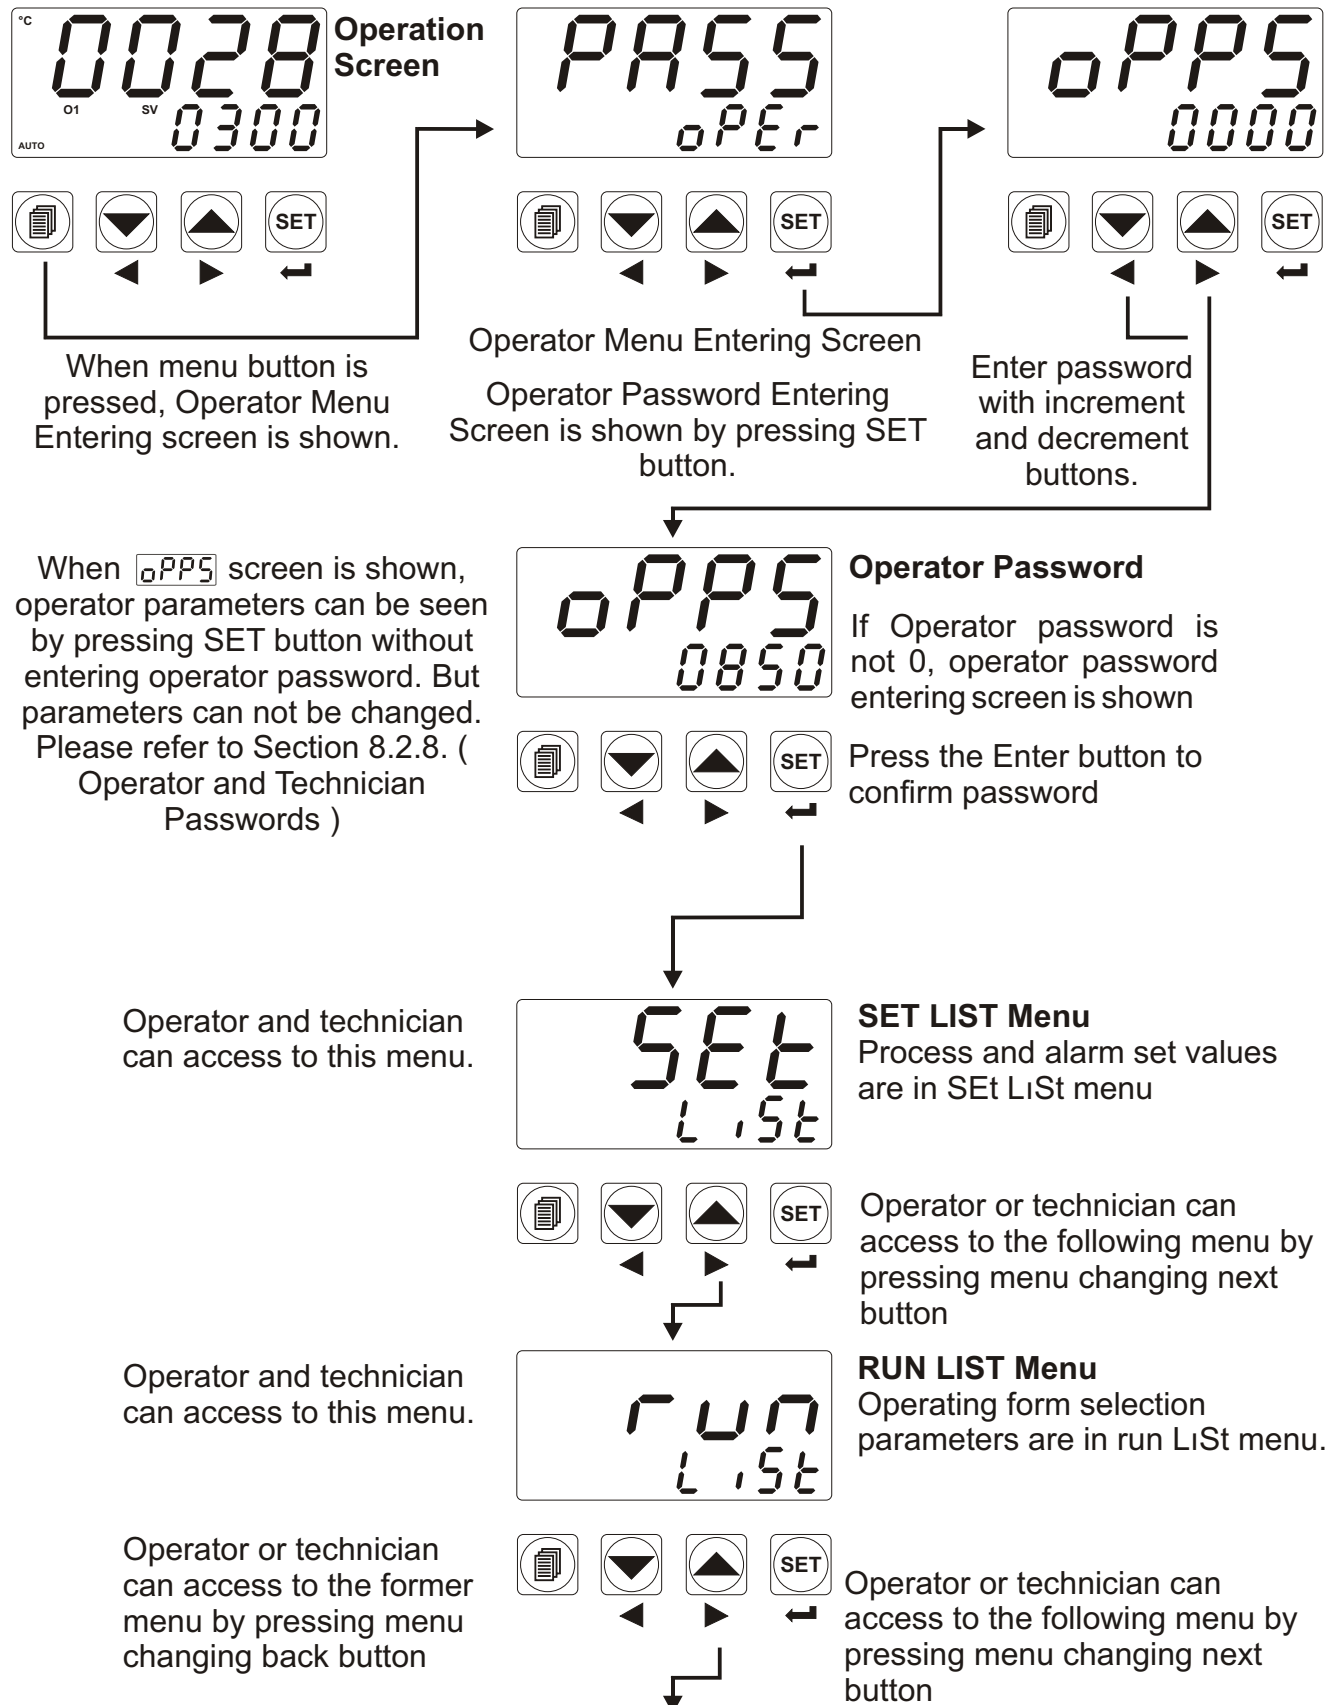 °C
0028
Operation
Screen
O1
SV
0300
AUTO
SET
PASS
oPEr
SET
oPPS
0000
SET
When menu button is
pressed, Operator Menu
Entering screen is shown.
Operator Menu Entering Screen
Operator Password Entering
Screen is shown by pressing SET
button.
Enter password
with increment
and decrement
buttons.
When oPPS screen is shown,
operator parameters can be seen
by pressing SET button without
entering operator password. But
parameters can not be changed.
Please refer to Section 8.2.8. (
Operator and Technician
Passwords )
oPPS
0850
SET
Operator Password
If Operator password is
not 0, operator password
entering screen is shown
Press the Enter button to
confirm password
Operator and technician
can access to this menu.
SEt
LıSt
SET
SET LIST Menu
Process and alarm set values
are in SEt LıSt menu
Operator or technician can
access to the following menu by
pressing menu changing next
button
Operator and technician
can access to this menu.
run
LıSt
SET
RUN LIST Menu
Operating form selection
parameters are in run LıSt menu.
Operator or technician
can access to the former
menu by pressing menu
changing back button
Operator or technician can
access to the following menu by
pressing menu changing next
button